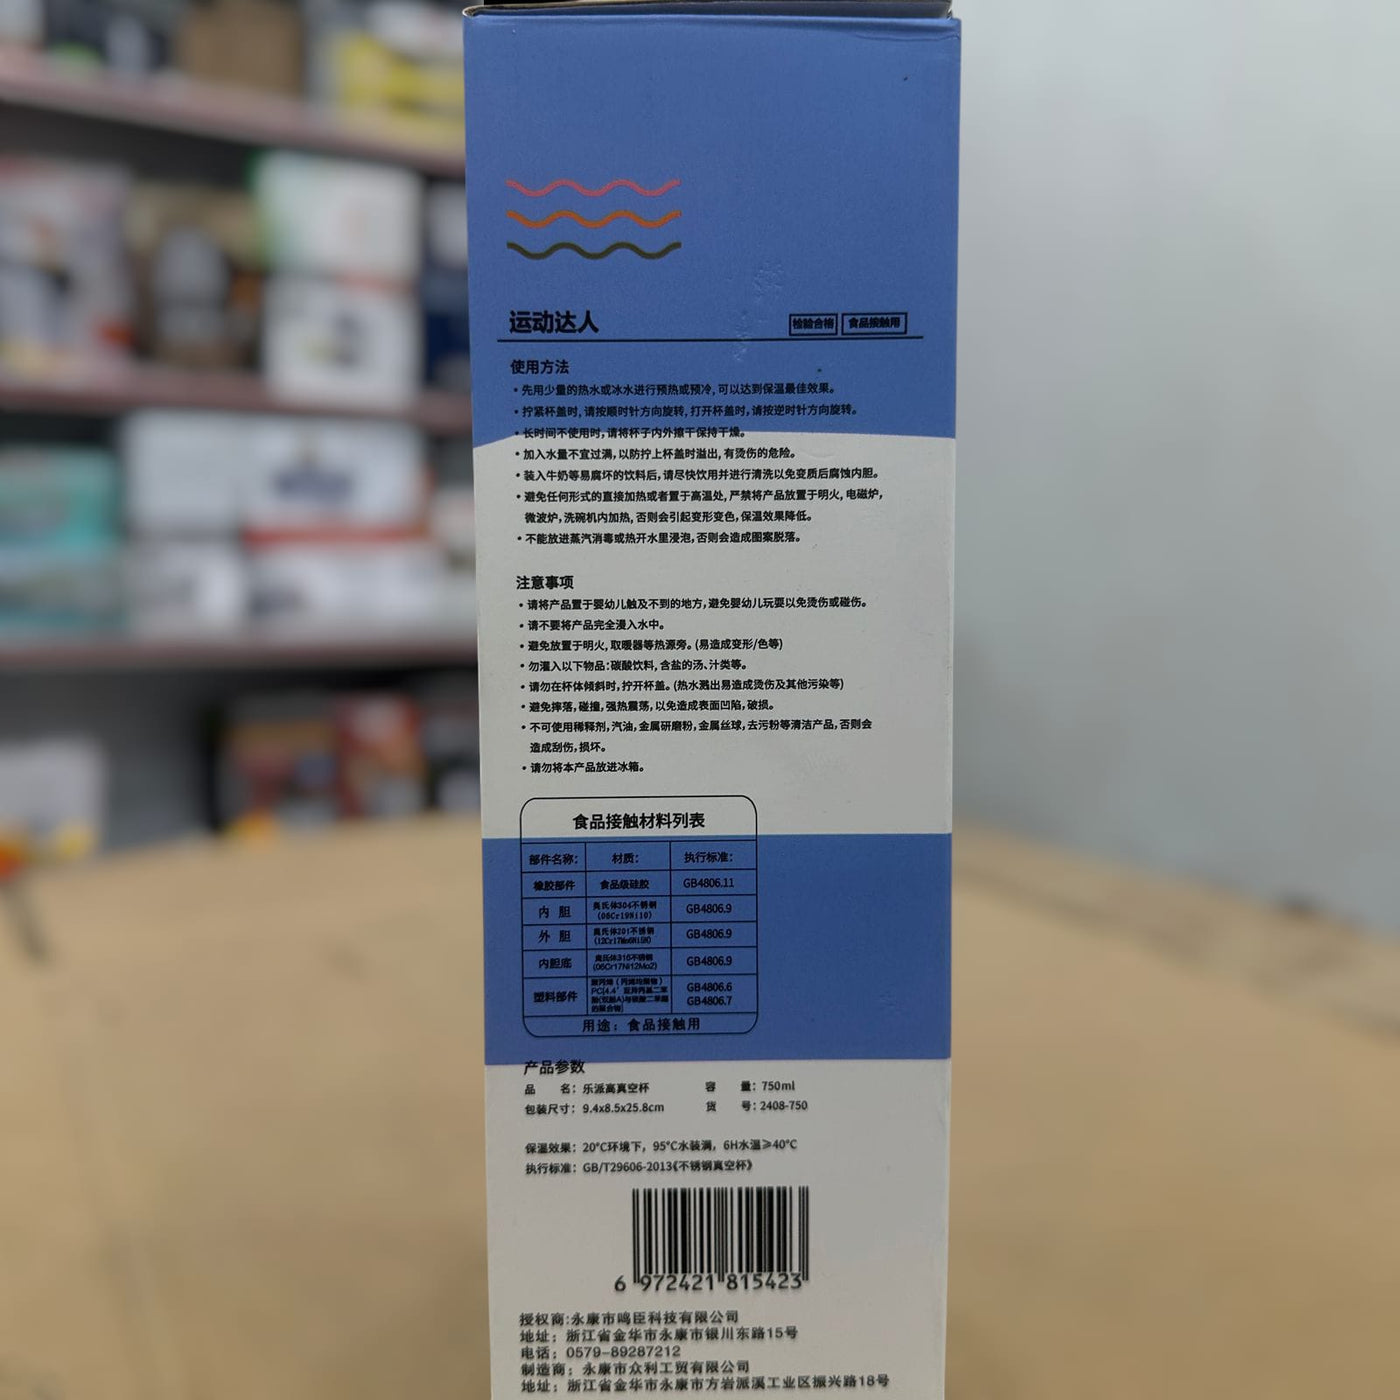 运动达人
检验合格 食品接触用
使用方法
• 先用少量的热水或冰水进行预热或预冷, 可以达到保温最佳效果。
• 拧紧杯盖时, 请按顺时针方向旋转, 打开杯盖时, 请按逆时针方向旋转。
• 长时间不使用时, 请将杯子内外擦干保持干燥。
• 加入水量不宜过满, 以防拧上杯盖时溢出, 有烫伤的危险。
• 装入牛奶等易腐坏的饮料后, 请尽快饮用并进行清洗以免变质后腐蚀内胆。
• 避免任何形式的直接加热或者置于高温处, 严禁将产品放置于明火, 电磁炉,
微波炉, 洗碗机内加热, 否则会引起变形变色, 保温效果降低。
• 不能放进蒸汽消毒或热开水里浸泡, 否则会造成图案脱落。
注意事项
• 请将产品置于婴幼儿触及不到的地方, 避免婴幼儿玩耍以免烫伤或碰伤。
• 请不要将产品完全浸入水中。
• 避免放置于明火, 取暖器等热源旁。(易造成变形/色等)
• 勿灌入以下物品: 碳酸饮料, 含盐的汤、汁类等。
• 请勿在杯体倾斜时, 拧开杯盖。(热水溅出易造成烫伤及其他污染等)
• 避免摔落, 碰撞, 强热震荡, 以免造成表面凹陷, 破损。
• 不可使用稀释剂, 汽油, 金属研磨粉, 金属丝球, 去污粉等清洁产品, 否则会
造成刮伤, 损坏。
• 请勿将本产品放进冰箱。
食品接触材料列表
部件名称: 材质: 执行标准:
橡胶部件 食品级硅胶 GB4806.11
内 胆 奥氏体304不锈钢 (06Cr19Ni10) GB4806.9
外 胆 奥氏体201不锈钢 (12Cr17Mn6Ni5N) GB4806.9
内胆底 奥氏体316不锈钢 (06Cr17Ni12Mo2) GB4806.9
塑料部件 GB4806.6
GB4806.7
用途: 食品接触用
产品参数
品 名: 乐派高真空杯 容 量: 750ml
包装尺寸: 9.4x8.5x25.8cm 货 号: 2408-750
保温效果: 20°C环境下, 95°C水装满, 6H水温≥40°C
执行标准: GB/T29606-2013《不锈钢真空杯》
6 972421 815423
授权商:永康市鸣臣科技有限公司
地址: 浙江省金华市永康市银川东路15号
电话: 0579-89287212
制造商: 永康市众利工贸有限公司
地址: 浙江省金华市永康市方岩派溪工业区振兴路18号